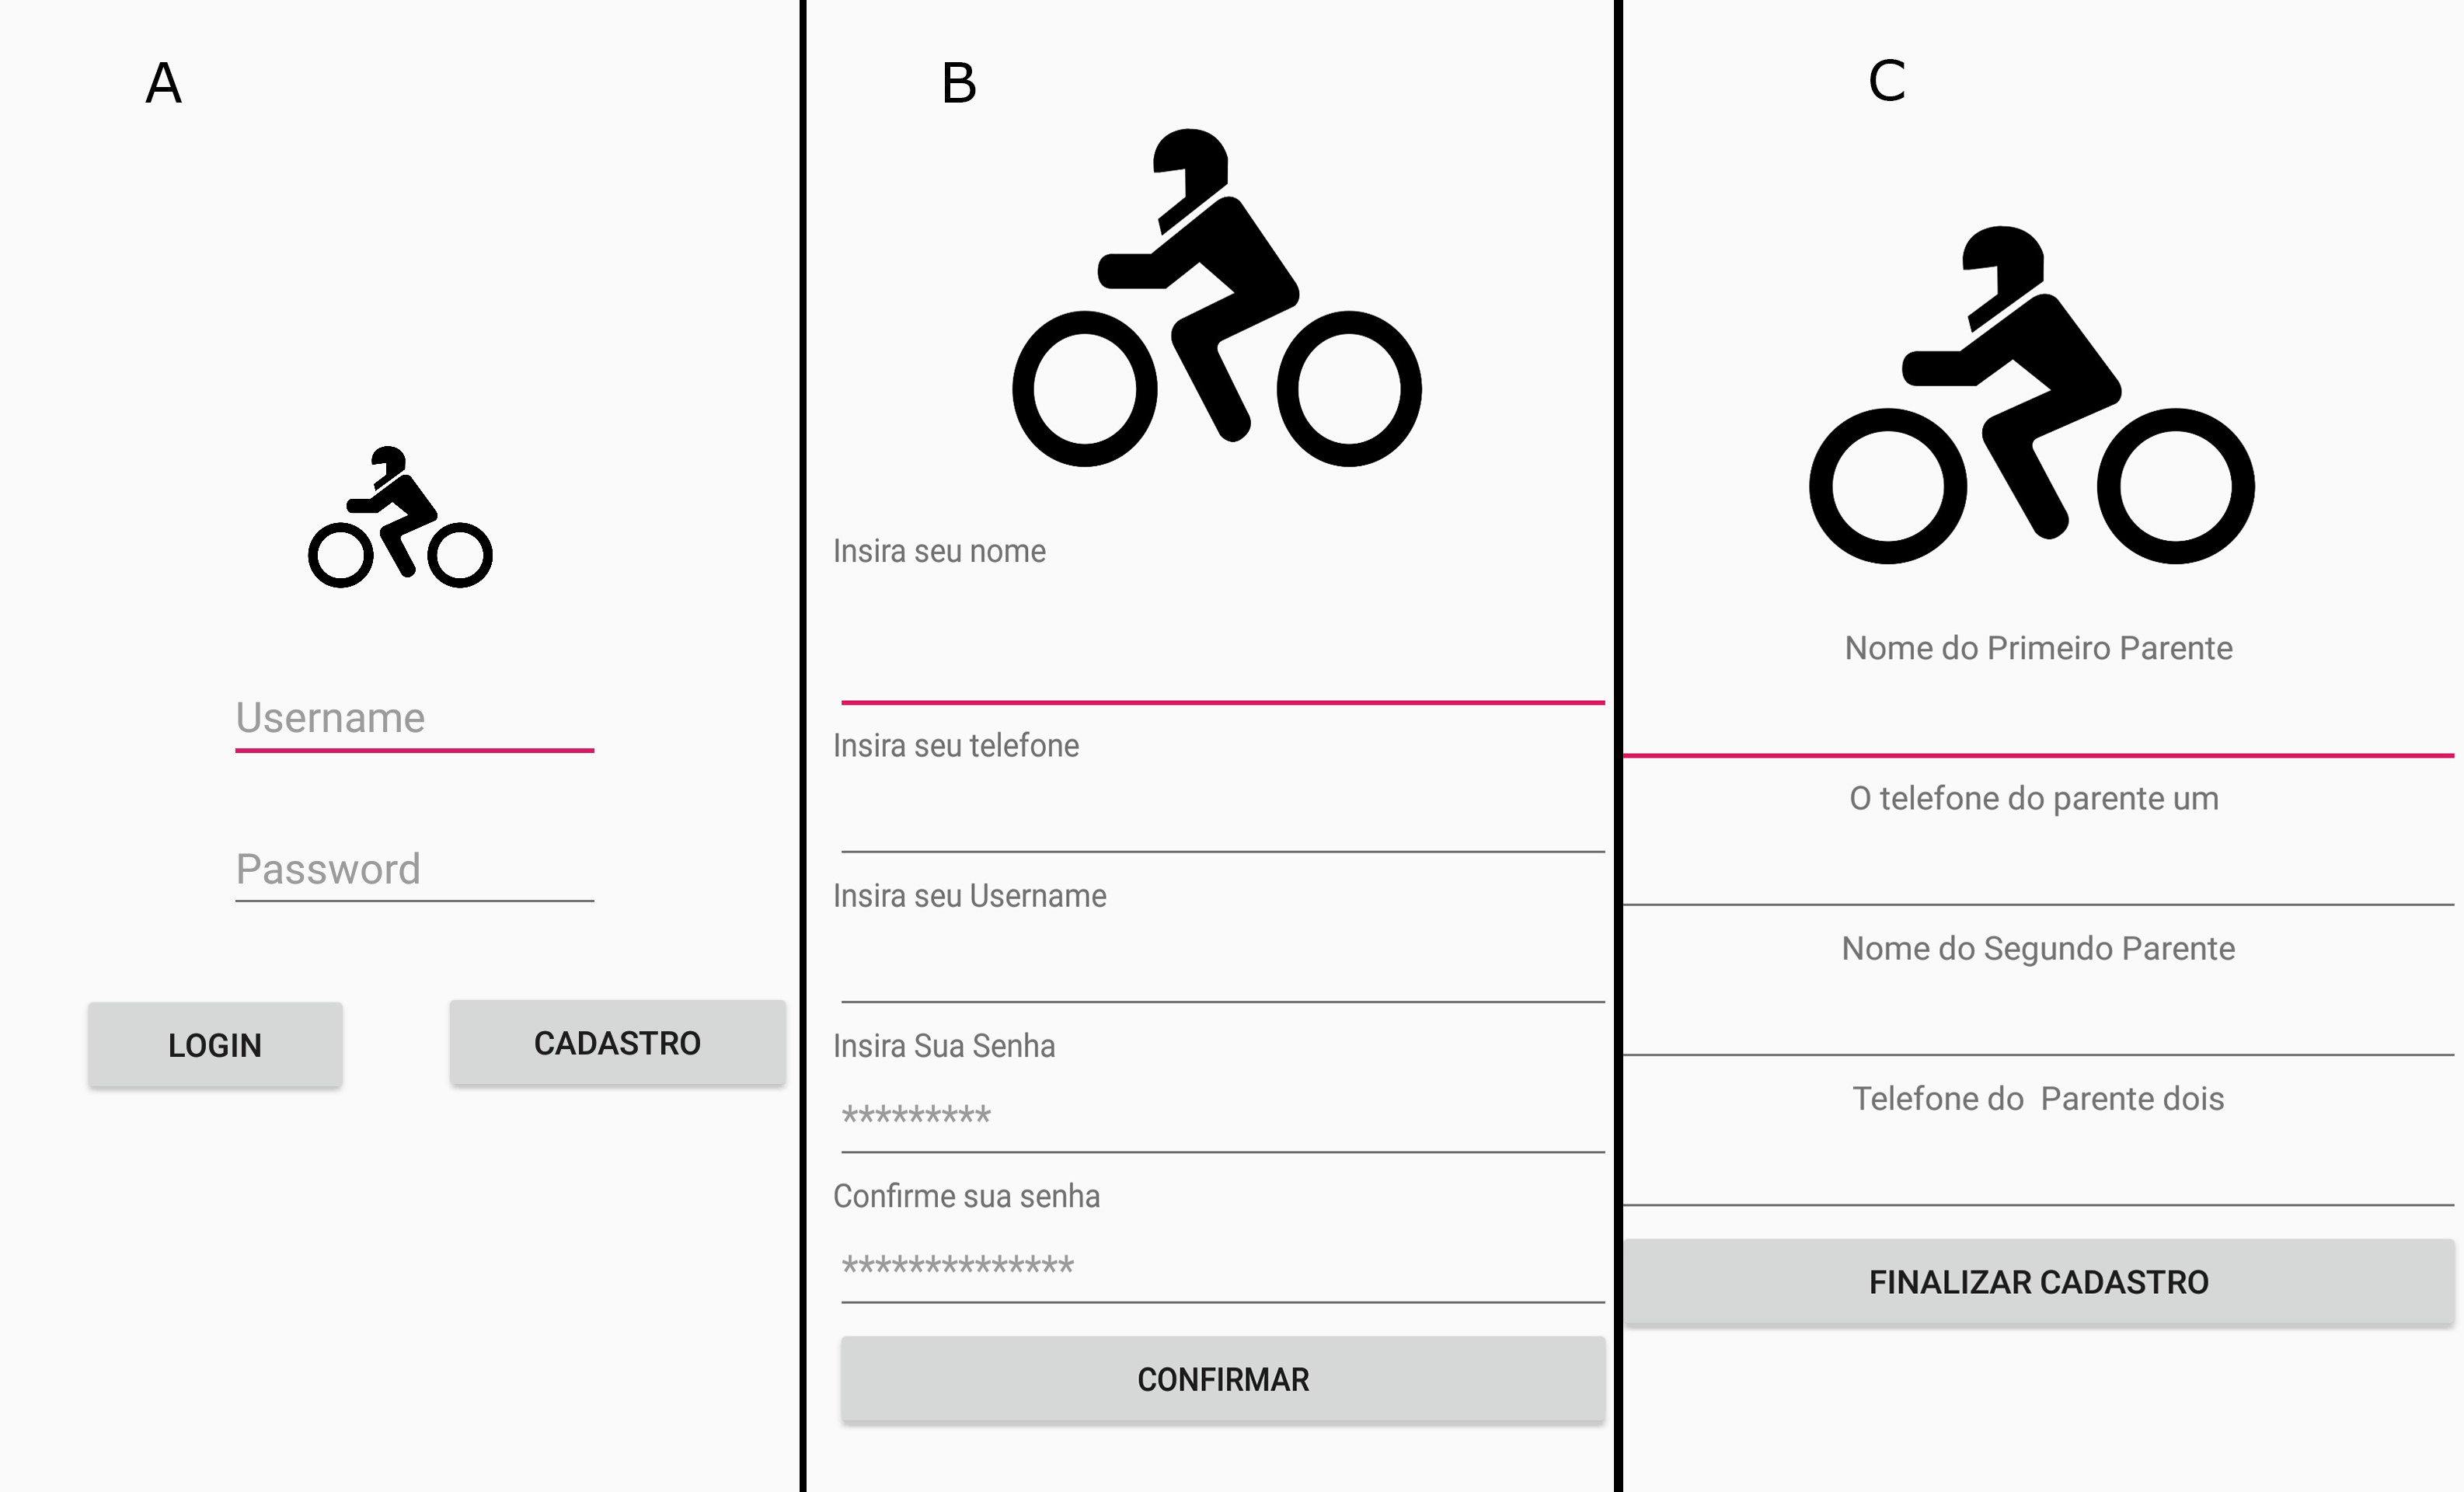 A
Username
Password
LOGIN
CADASTRO
B
Insira seu nome
Insira seu telefone
Insira seu Username
Insira Sua Senha
*********
Confirme sua senha
**************
CONFIRMAR
C
Nome do Primeiro Parente
O telefone do parente um
Nome do Segundo Parente
Telefone do  Parente dois
FINALIZAR CADASTRO